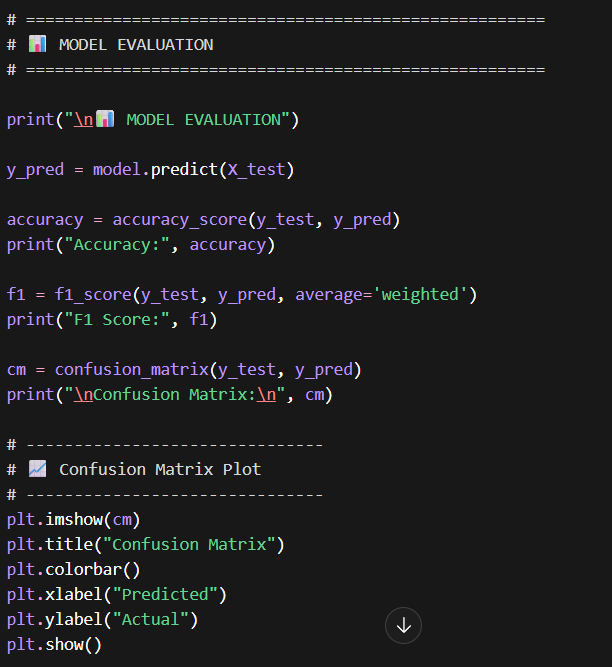 # ======================================================
# 📊 MODEL EVALUATION
# ======================================================
print("\n📊 MODEL EVALUATION")
y_pred = model.predict(X_test)
accuracy = accuracy_score(y_test, y_pred)
print("Accuracy:", accuracy)
f1 = f1_score(y_test, y_pred, average='weighted')
print("F1 Score:", f1)
cm = confusion_matrix(y_test, y_pred)
print("\nConfusion Matrix:\n", cm)
# -------------------------------
# 📈 Confusion Matrix Plot
# -------------------------------
plt.imshow(cm)
plt.title("Confusion Matrix")
plt.colorbar()
plt.xlabel("Predicted")
plt.ylabel("Actual")
plt.show()